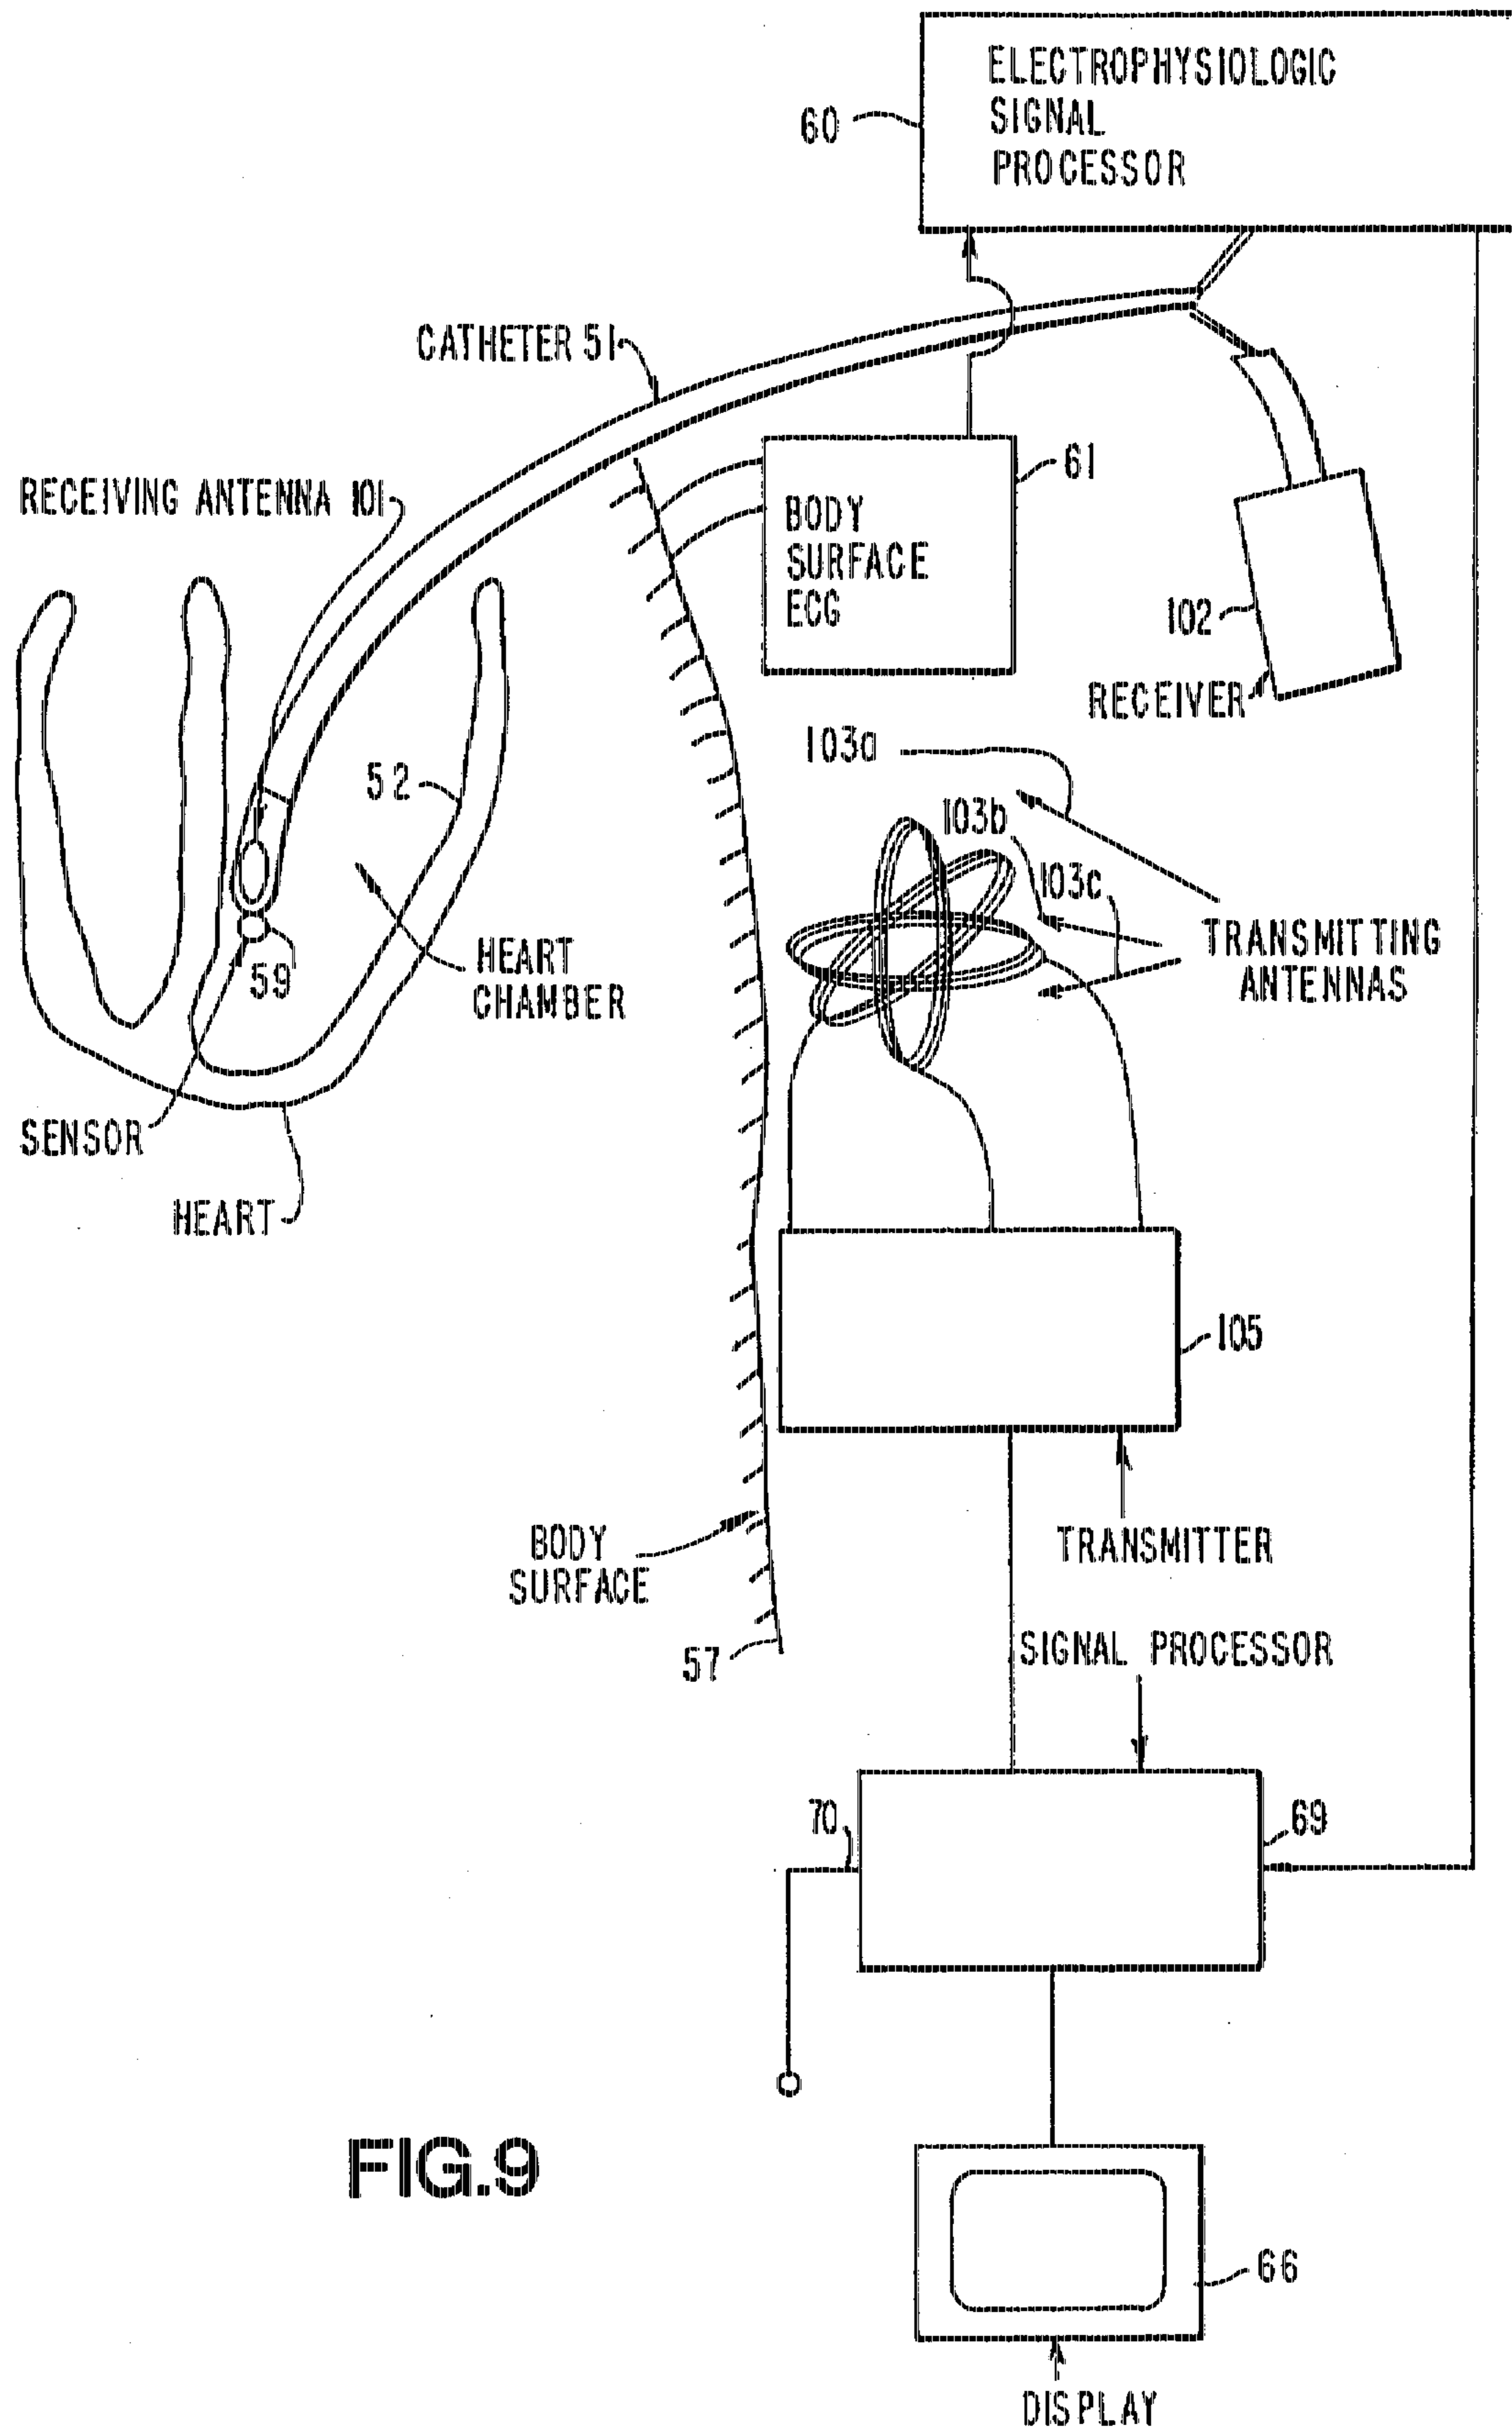 ELECTROPHYSIOLOGIC
SIGNAL
PROCESSOR
60
CATHETER 51
61
RECEIVING ANTENNA 101
BODY
SURFACE
ECG
102
RECEIVER
103a
52
103b
103c
TRANSMITTING
ANTENNAS
59
HEART
CHAMBER
SENSOR
HEART
105
BODY
SURFACE
TRANSMITTER
57
SIGNAL PROCESSOR
70
69
FIG.9
66
DISPLAY